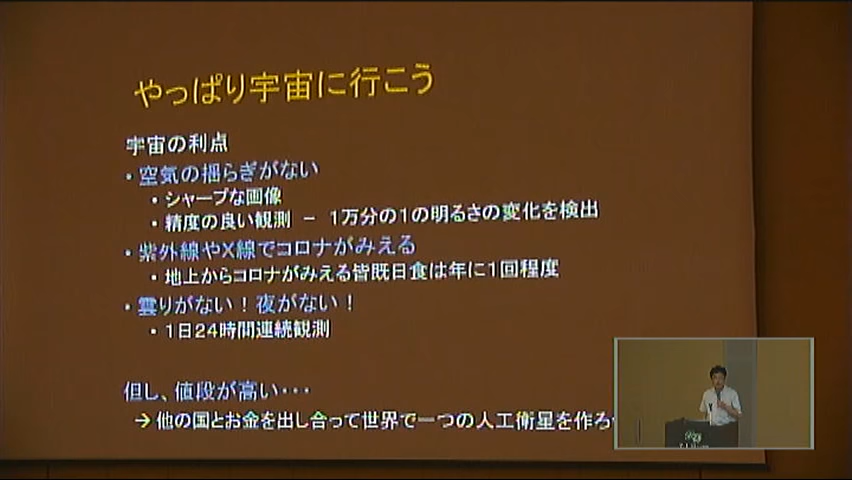 やっぱり宇宙に行こう
宇宙の利点
・空気の揺らぎがない
・シャープな画像
・精度の良い観測 − 1万分の1の明るさの変化を検出
・紫外線やX線でコロナがみえる
・地上からコロナがみえる皆既日食は年に1回程度
・雲りがない！夜がない！
・1日24時間連続観測
但し、値段が高い・・・
→他の国とお金を出し合って世界で一つの人工衛星を作ろ